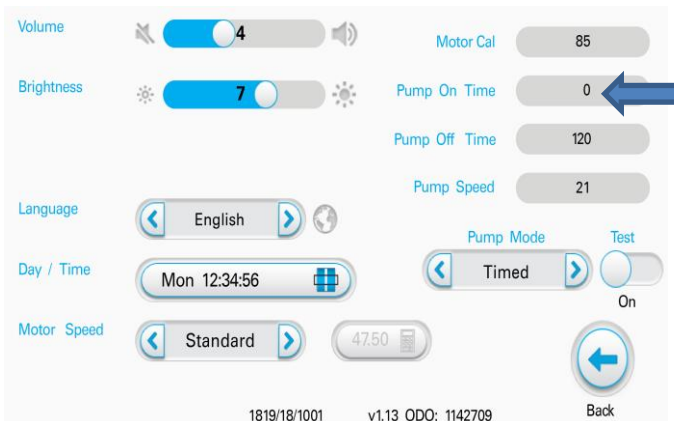 Volume 4 Motor Cal 85
Brightness 7 Pump On Time 0
Pump Off Time 120
Pump Speed 21
Language English
Pump Mode Test
Day / Time Mon 12:34:56 Timed
On
Motor Speed Standard 47.50
1819/18/1001 v1.13 ODO: 1142709 Back